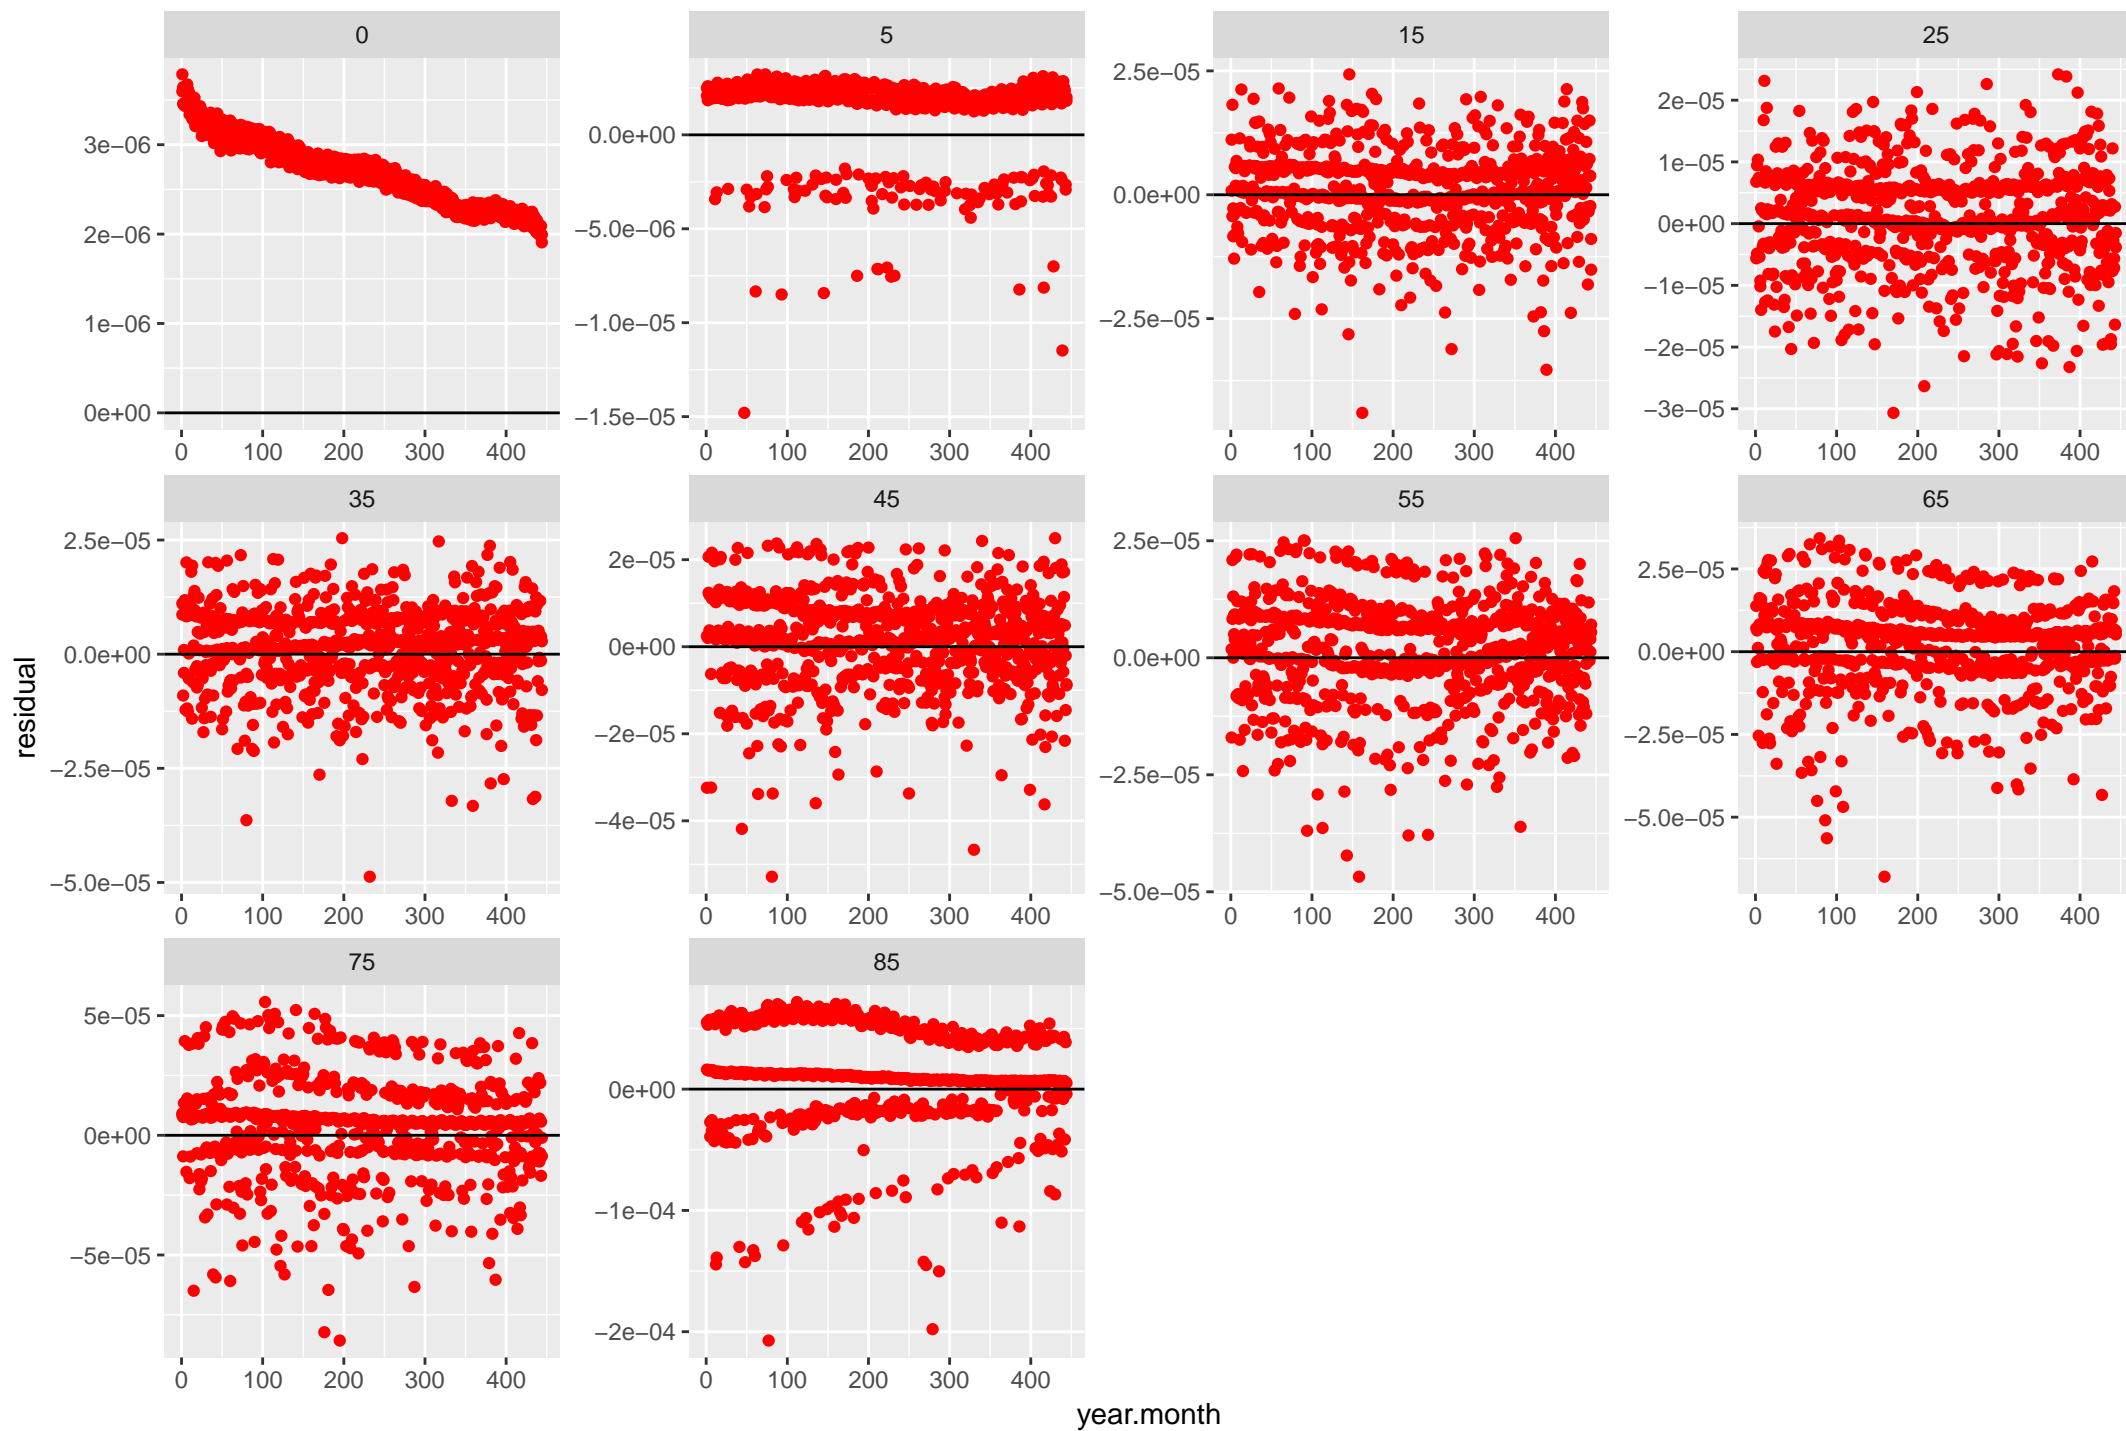 0 5 15 25
3e−06
2e−06
1e−06
0e+00
0.0e+00
−5.0e−06
−1.0e−05
−1.5e−05
2.5e−05
0.0e+00
−2.5e−05
2e−05
1e−05
0e+00
−1e−05
−2e−05
−3e−05
0 100 200 300 400 0 100 200 300 400 0 100 200 300 400 0 100 200 300 400
35 45 55 65
2.5e−05
0.0e+00
−2.5e−05
−5.0e−05
2e−05
0e+00
−2e−05
−4e−05
2.5e−05
0.0e+00
−2.5e−05
−5.0e−05
2.5e−05
0.0e+00
−2.5e−05
−5.0e−05
0 100 200 300 400 0 100 200 300 400 0 100 200 300 400 0 100 200 300 400
residual
75 85
5e−05
0e+00
−5e−05
0e+00
−1e−04
−2e−04
0 100 200 300 400 0 100 200 300 400
year.month